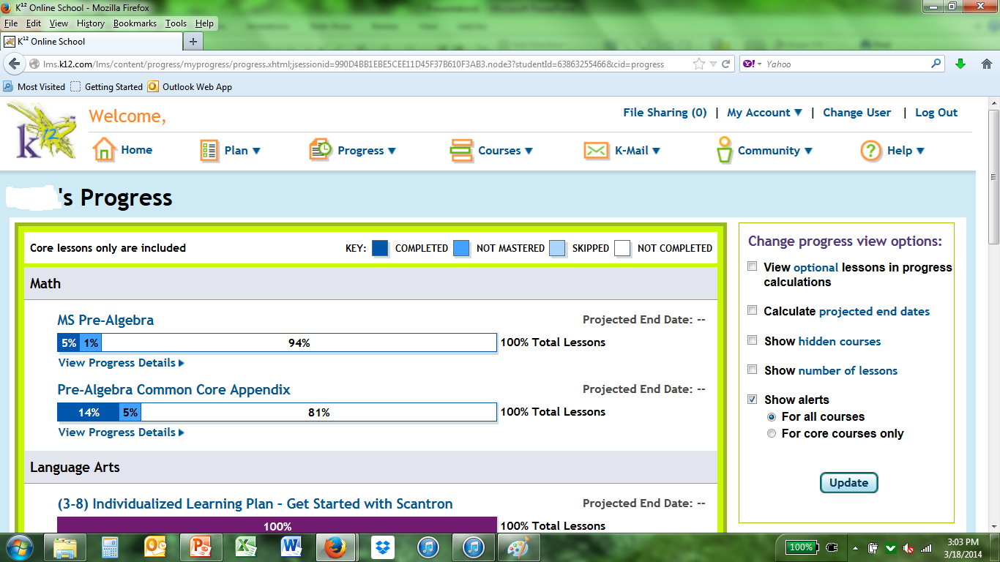 K12 Online School - Mozilla Firefox
File Edit View History Bookmarks Tools Help
K12 Online School
lms.k12.com/lms/content/progress/myprogress/progress.xhtml;jsessionid=990D4BB1EBE5CEE11D45F37B610F3AB3.node3?studentId=63863255466&cid=progress
Yahoo
Most Visited Getting Started Outlook Web App
K12
Welcome,
File Sharing (0) | My Account | Change User | Log Out
Home Plan Progress Courses K-Mail Community Help
's Progress
Core lessons only are included
KEY: COMPLETED NOT MASTERED SKIPPED NOT COMPLETED
Math
MS Pre-Algebra
Projected End Date: --
5% 1% 94% 100% Total Lessons
View Progress Details
Pre-Algebra Common Core Appendix
Projected End Date: --
14% 5% 81% 100% Total Lessons
View Progress Details
Language Arts
(3-8) Individualized Learning Plan - Get Started with Scantron
Projected End Date: --
100% 100% Total Lessons
Change progress view options:
View optional lessons in progress
calculations
Calculate projected end dates
Show hidden courses
Show number of lessons
Show alerts
For all courses
For core courses only
Update
100%
3:03 PM
3/18/2014